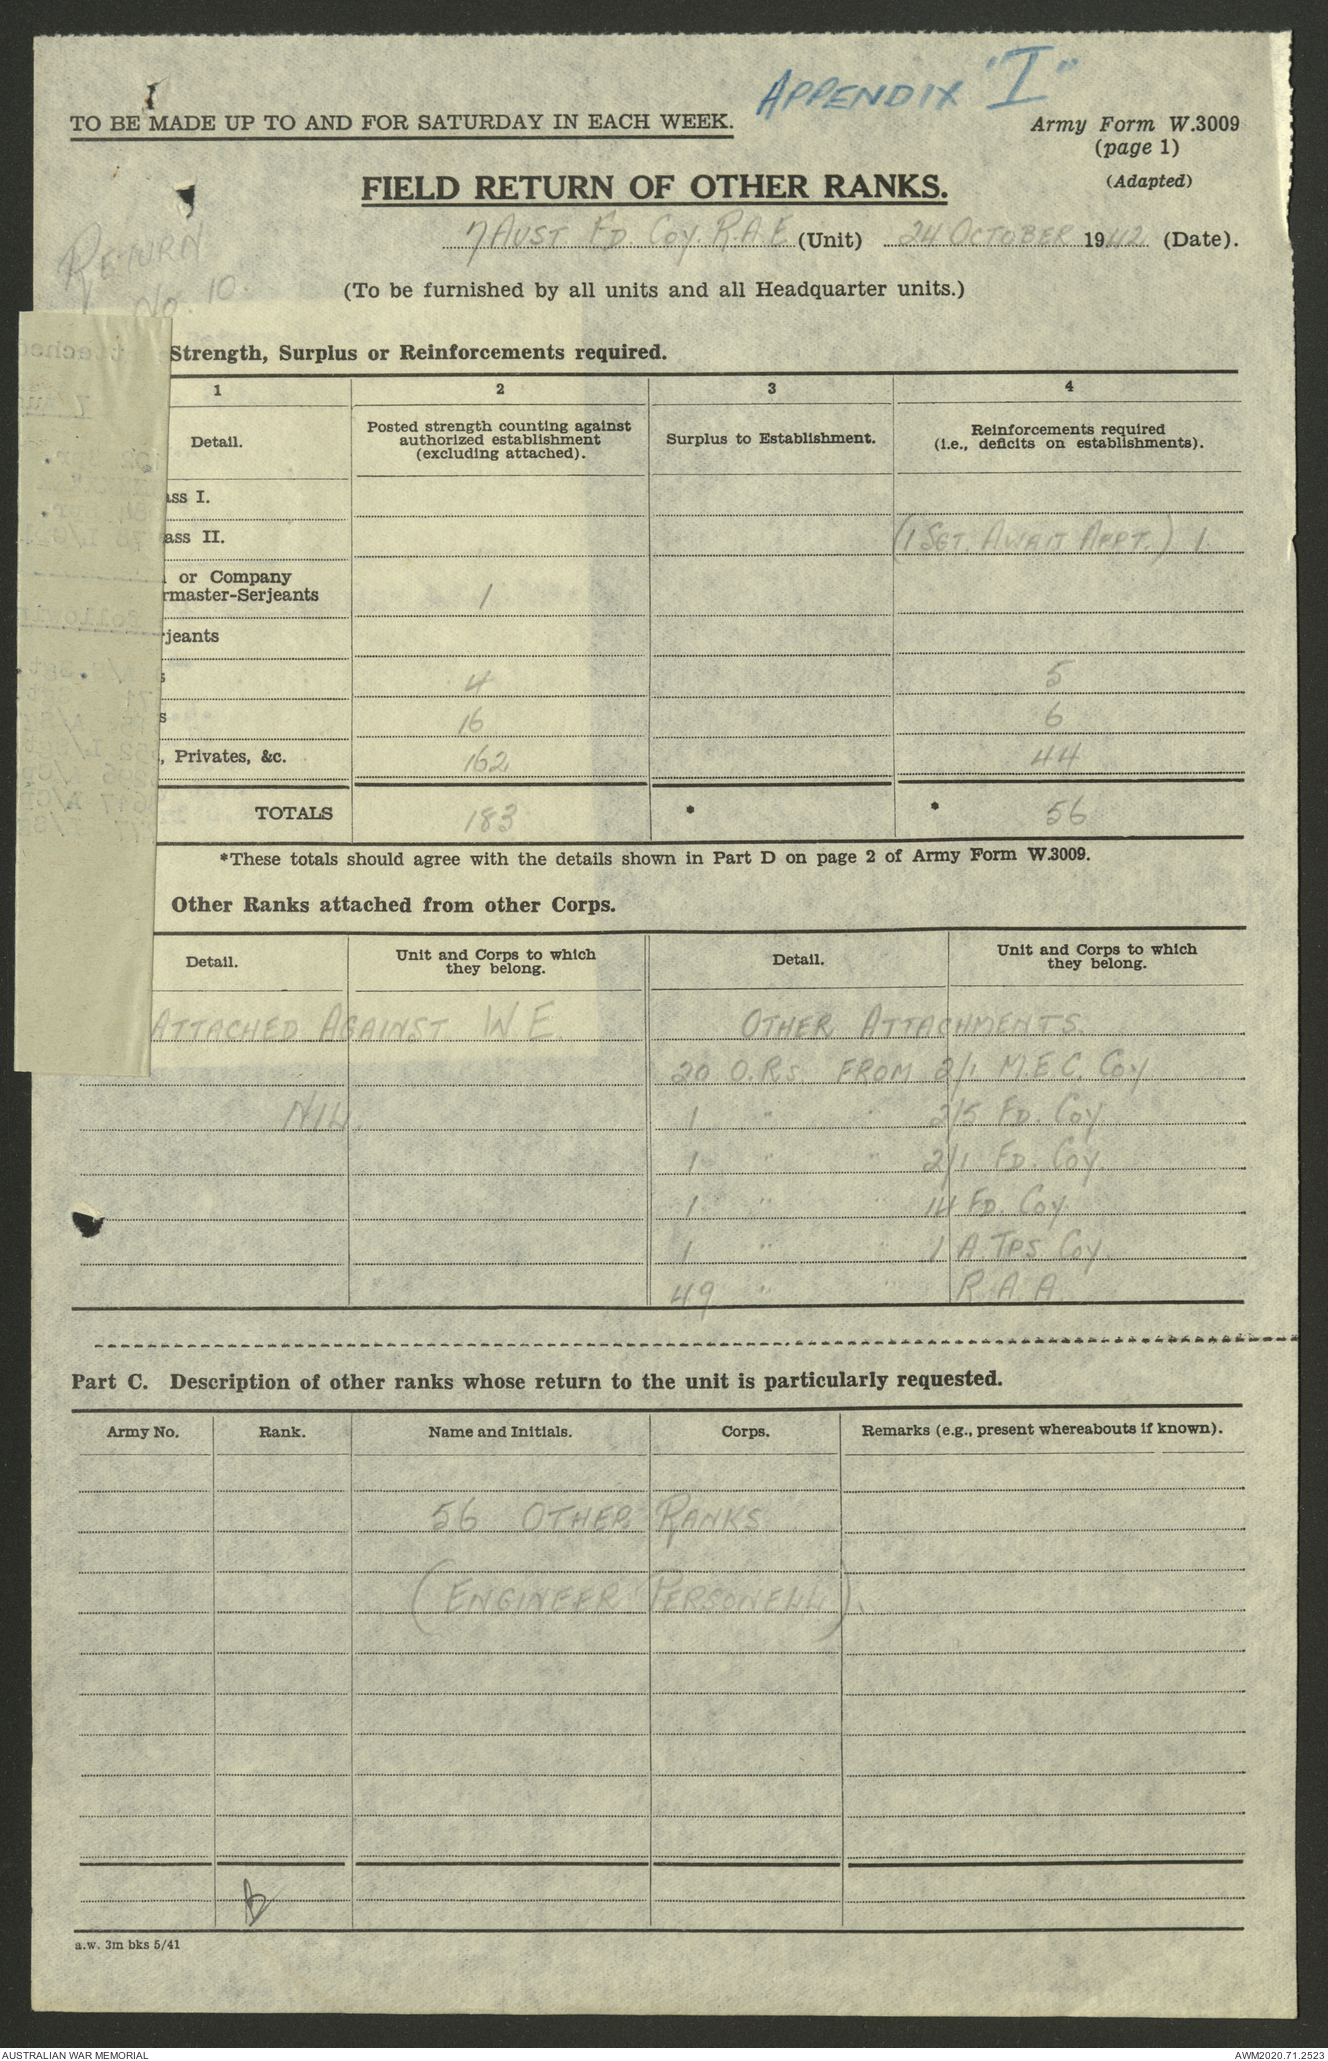 APPENDIX "I"
TO BE MADE UP TO AND FOR SATURDAY IN EACH WEEK.
Army Form W.3009
(page 1)
(Adapted)
FIELD RETURN OF OTHER RANKS.
7 AUST FD. COY. R.A.E. (Unit) 24 OCTOBER 1942 (Date).
RETURN
No. 10.
(To be furnished by all units and all Headquarter units.)
Strength, Surplus or Reinforcements required.
1 2 3 4
Detail. Posted strength counting against authorized establishment (excluding attached). Surplus to Establishment. Reinforcements required (i.e., deficits on establishments).
ass I.
ass II. (1 SGT. AWAIT APPT.) 1.
or Company
rmaster-Serjeants 1
rjeants
s 4 5
s 16 6
, Privates, &c. 162 44
TOTALS 183 * * 56
*These totals should agree with the details shown in Part D on page 2 of Army Form W.3009.
Other Ranks attached from other Corps.
Detail. Unit and Corps to which they belong. Detail. Unit and Corps to which they belong.
ATTACHED AGAINST W.E. OTHER ATTACHMENTS.
20 O.Rs. FROM 2/1 M.E.C. Coy
NIL. 1 " " 2/5 FD. Coy
1 " " 2/1 FD. Coy.
1 " " 14 FD. Coy.
1 " " 1 A. TPS Coy.
49 " " R.A.A.
Part C. Description of other ranks whose return to the unit is particularly requested.
Army No. Rank. Name and Initials. Corps. Remarks (e.g., present whereabouts if known).
56 OTHER RANKS
(ENGINEER PERSONELL).
a.w. 3m bks 5/41
AUSTRALIAN WAR MEMORIAL AWM2020.71.2523